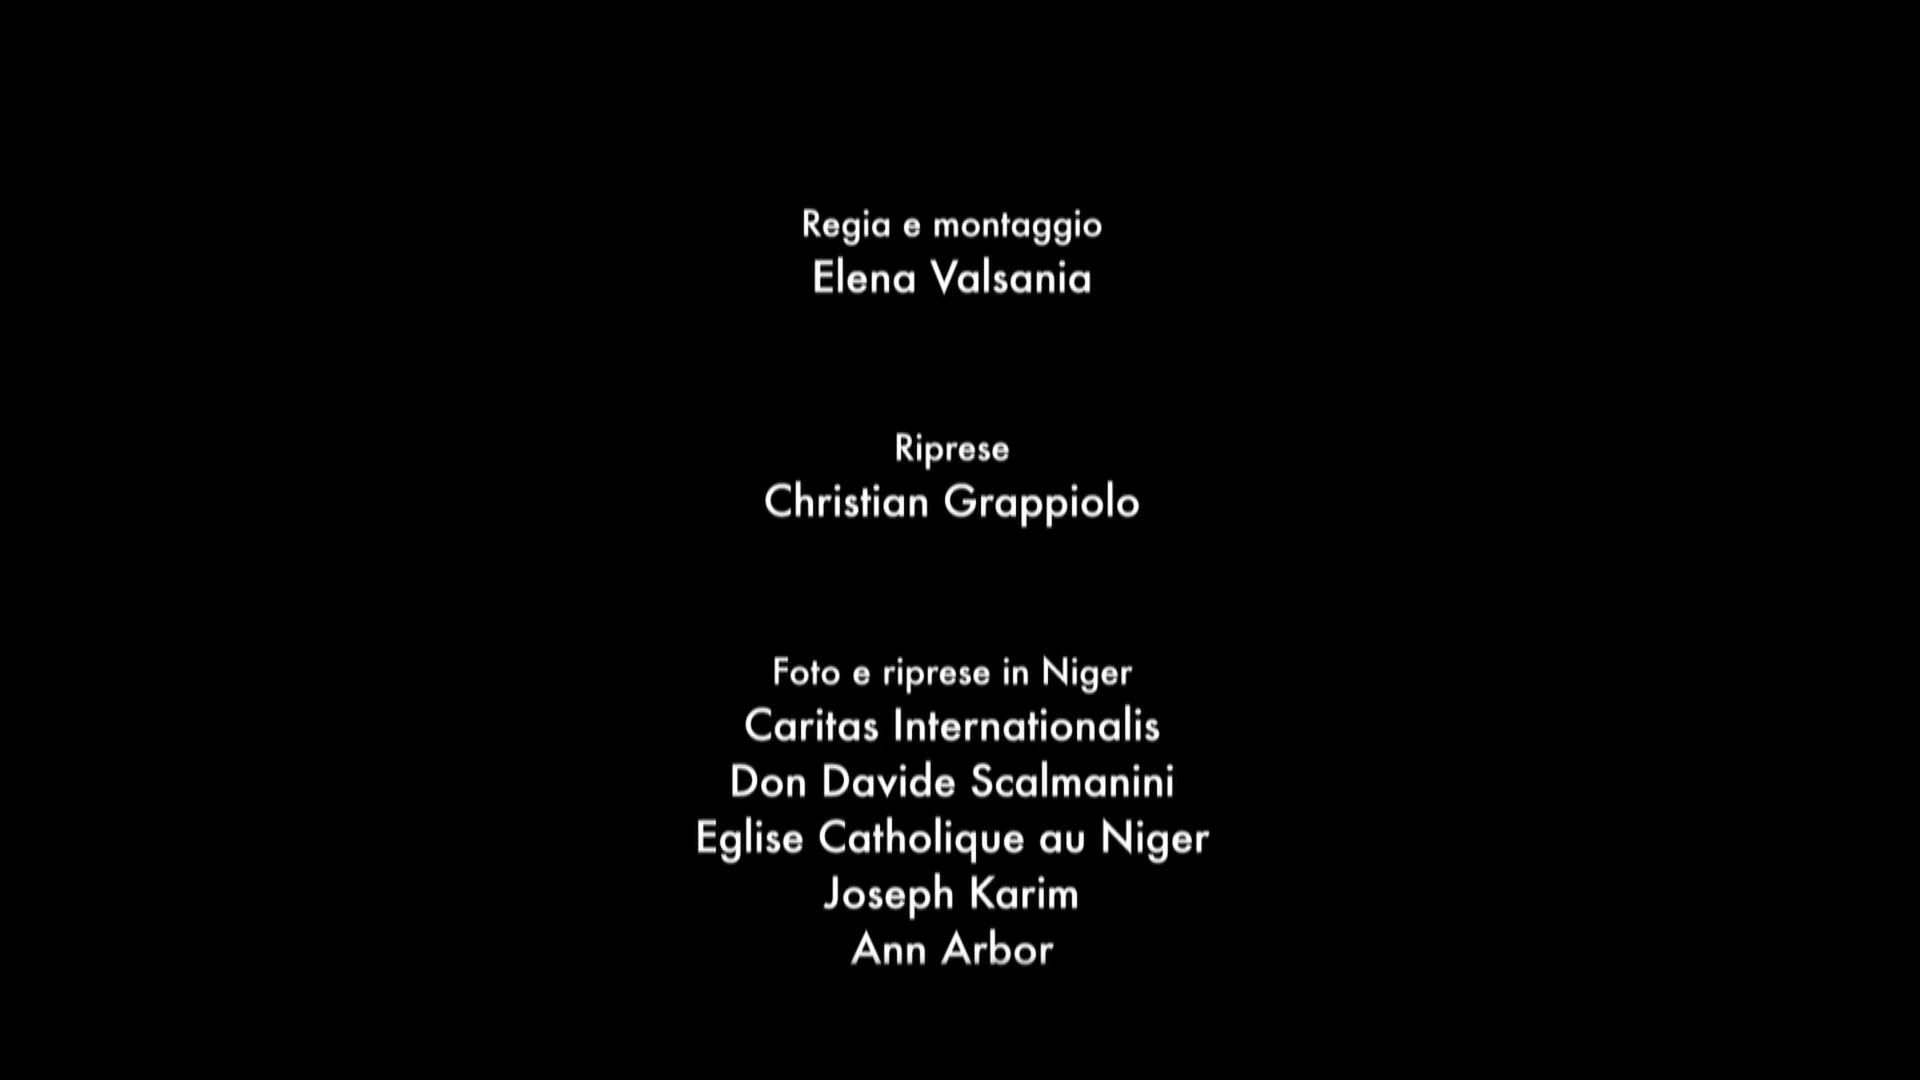 Regia e montaggio
Elena Valsania
Riprese
Christian Grappiolo
Foto e riprese in Niger
Caritas Internationalis
Don Davide Scalmanini
Eglise Catholique au Niger
Joseph Karim
Ann Arbor